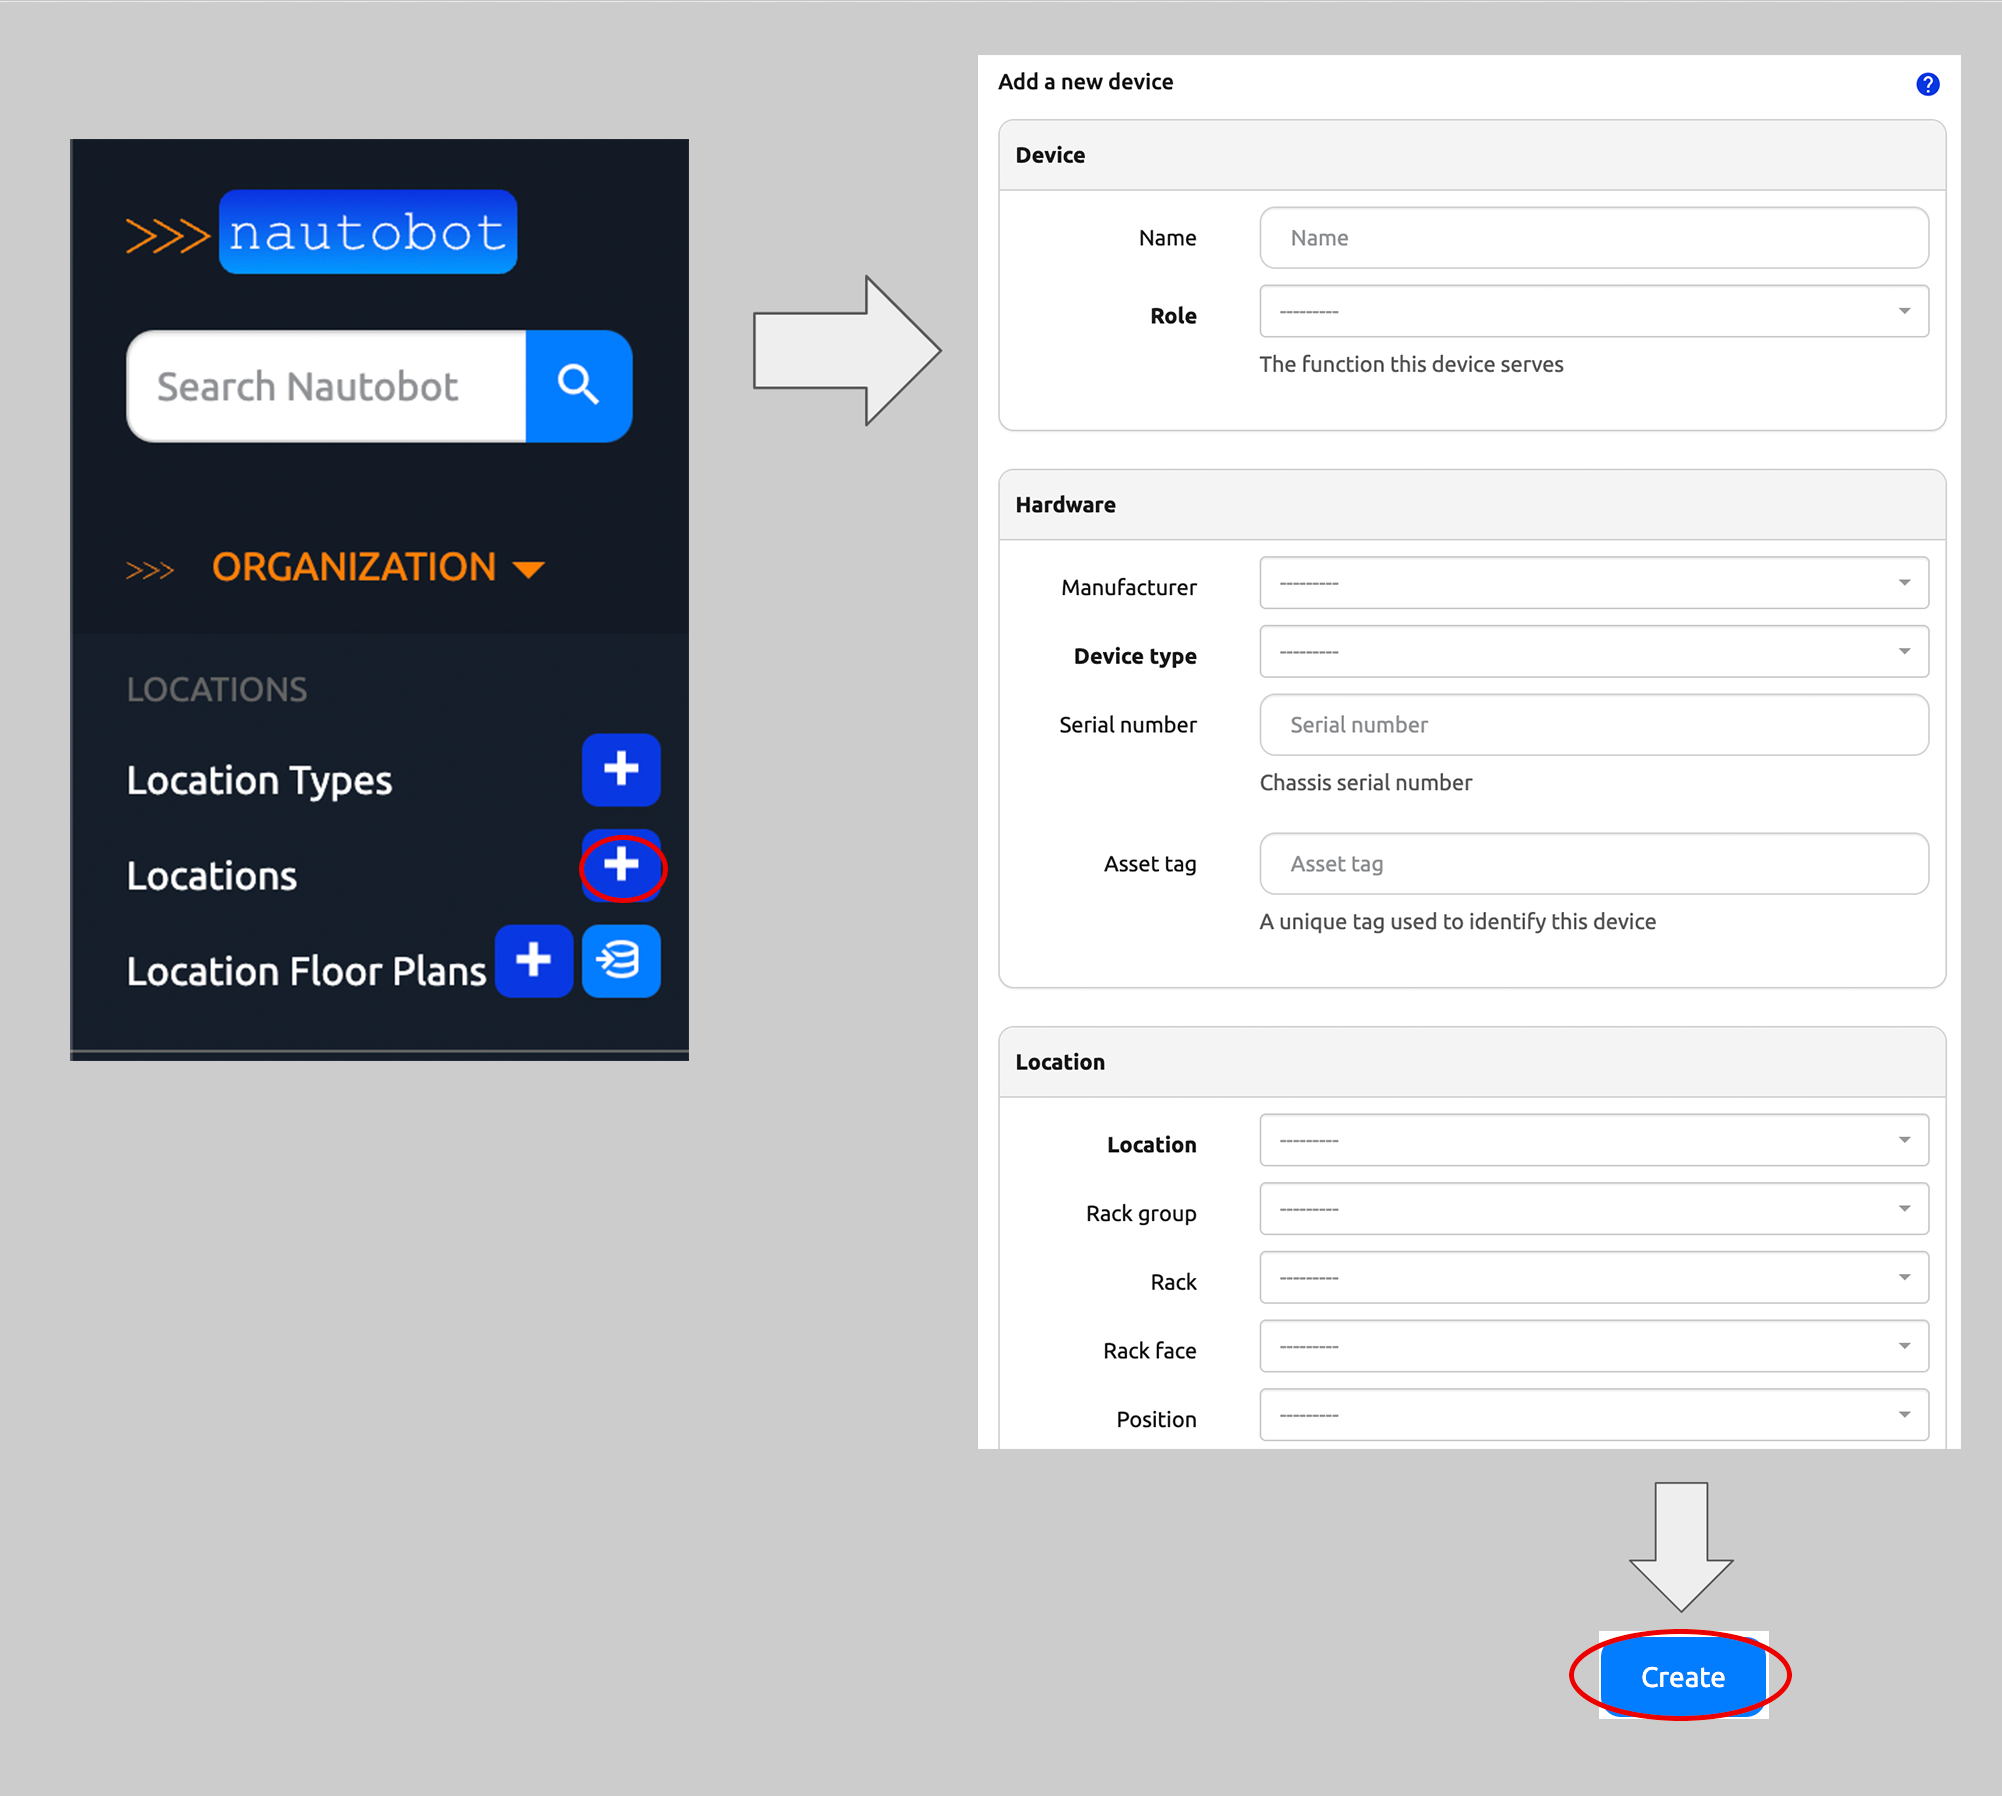 >>> nautobot
Search Nautobot
>>> ORGANIZATION
LOCATIONS
Location Types
Locations
Location Floor Plans
Add a new device
?
Device
Name Name
Role ---------
The function this device serves
Hardware
Manufacturer ---------
Device type ---------
Serial number Serial number
Chassis serial number
Asset tag Asset tag
A unique tag used to identify this device
Location
Location ---------
Rack group ---------
Rack ---------
Rack face ---------
Position ---------
Create